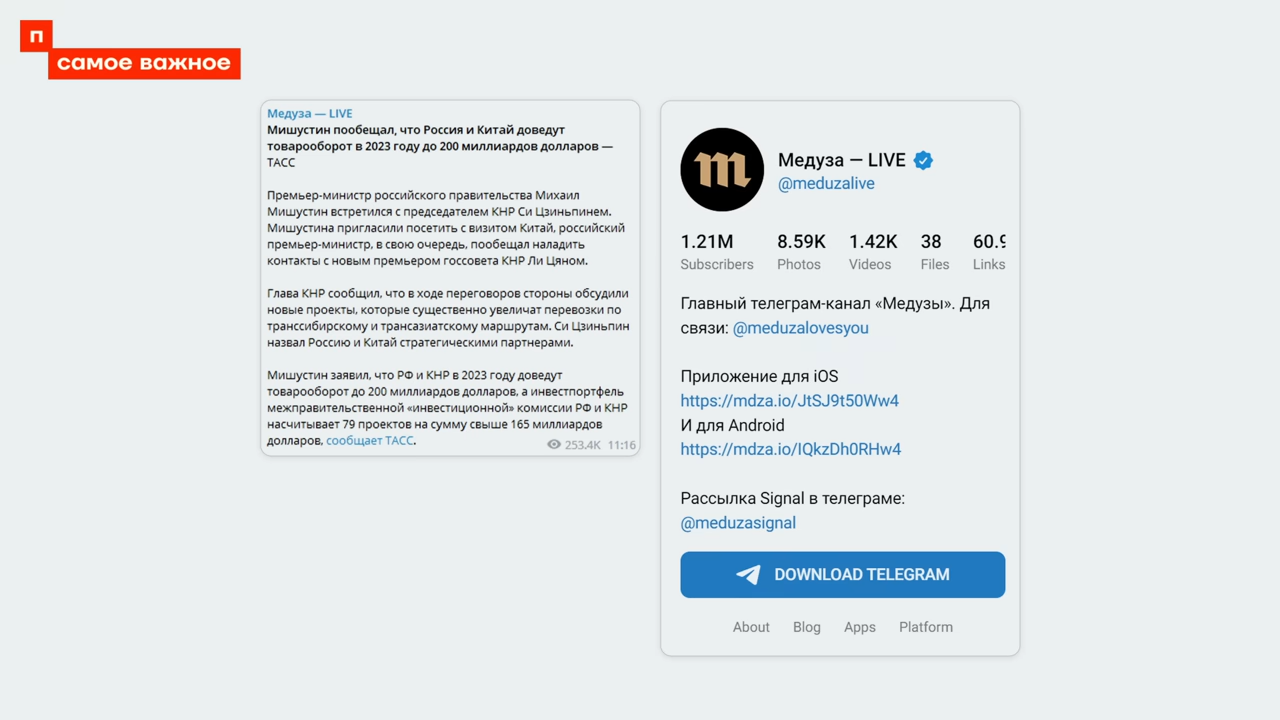 п
самое важное
Медуза — LIVE
Мишустин пообещал, что Россия и Китай доведут
товарооборот в 2023 году до 200 миллиардов долларов —
ТАСС
Премьер-министр российского правительства Михаил
Мишустин встретился с председателем КНР Си Цзиньпинем.
Мишустина пригласили посетить с визитом Китай, российский
премьер-министр, в свою очередь, пообещал наладить
контакты с новым премьером госсовета КНР Ли Цяном.
Глава КНР сообщил, что в ходе переговоров стороны обсудили
новые проекты, которые существенно увеличат перевозки по
транссибирскому и трансазиатскому маршрутам. Си Цзиньпин
назвал Россию и Китай стратегическими партнерами.
Мишустин заявил, что РФ и КНР в 2023 году доведут
товарооборот до 200 миллиардов долларов, а инвестпортфель
межправительственной «инвестиционной» комиссии РФ и КНР
насчитывает 79 проектов на сумму свыше 165 миллиардов
долларов, сообщает ТАСС.
253.4K 11:16
m
Медуза — LIVE
@meduzalive
1.21M 8.59K 1.42K 38 60.9
Subscribers Photos Videos Files Links
Главный телеграм-канал «Медузы». Для
связи: @meduzalovesyou
Приложение для iOS
https://mdza.io/JtSJ9t50Ww4
И для Android
https://mdza.io/IQkzDh0RHw4
Рассылка Signal в телеграме:
@meduzasignal
DOWNLOAD TELEGRAM
About Blog Apps Platform